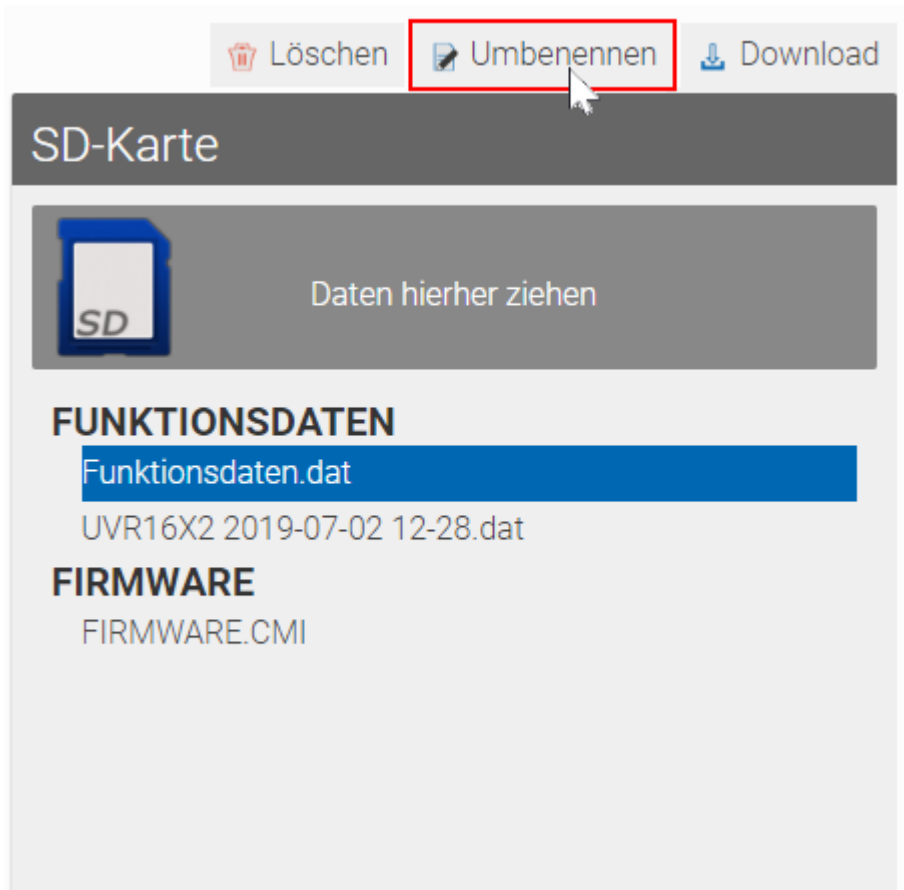 Löschen Umbenennen Download
SD-Karte
SD
Daten hierher ziehen
FUNKTIONSDATEN
Funktionsdaten.dat
UVR16X2 2019-07-02 12-28.dat
FIRMWARE
FIRMWARE.CMI